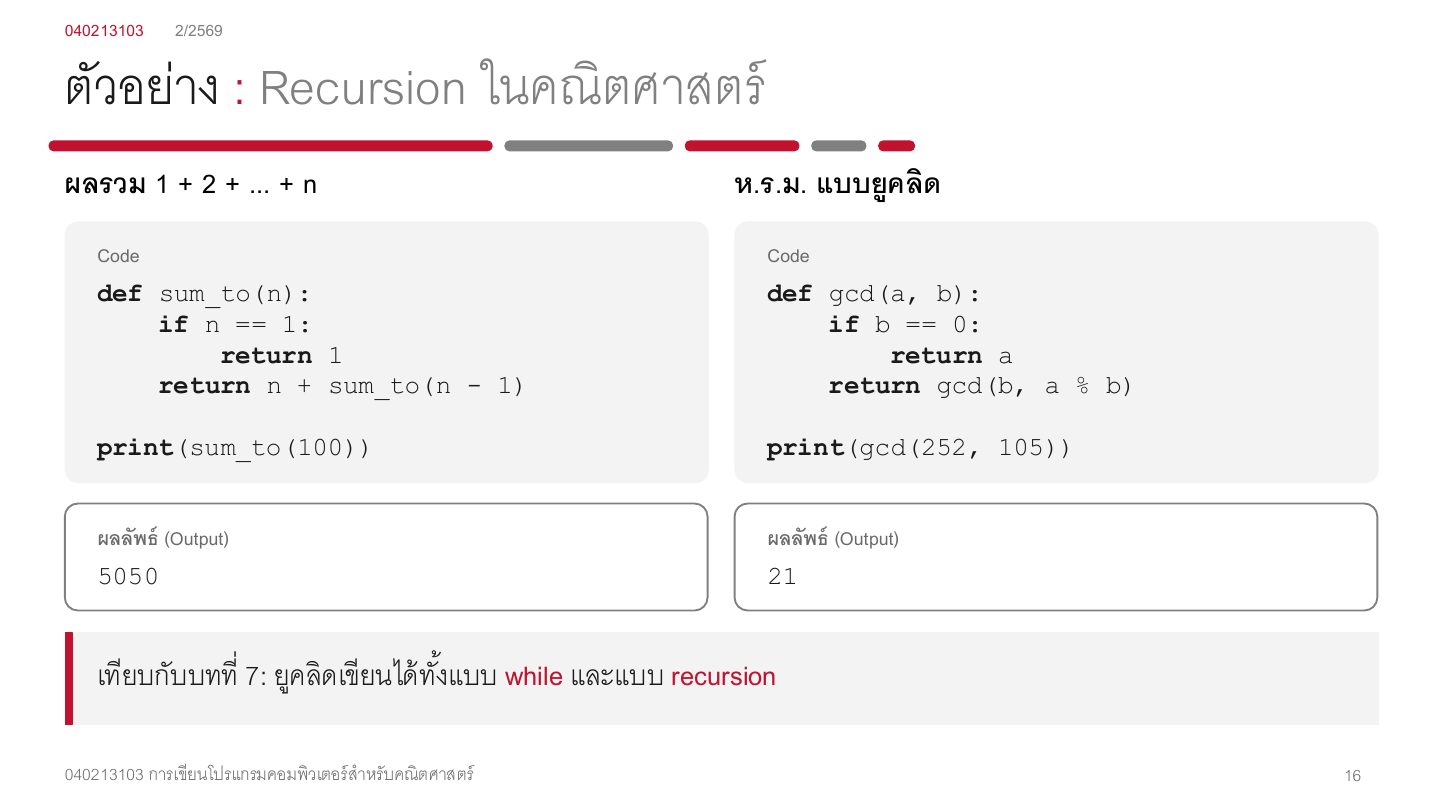 040213103 2/2569
ตัวอย่าง : Recursion ในคณิตศาสตร์
ผลรวม 1 + 2 + ... + n
Code
def sum_to(n):
    if n == 1:
        return 1
    return n + sum_to(n - 1)
print(sum_to(100))
ผลลัพธ์ (Output)
5050
ห.ร.ม. แบบยูคลิด
Code
def gcd(a, b):
    if b == 0:
        return a
    return gcd(b, a % b)
print(gcd(252, 105))
ผลลัพธ์ (Output)
21
เทียบกับบทที่ 7: ยูคลิดเขียนได้ทั้งแบบ while และแบบ recursion
040213103 การเขียนโปรแกรมคอมพิวเตอร์สำหรับคณิตศาสตร์ 16